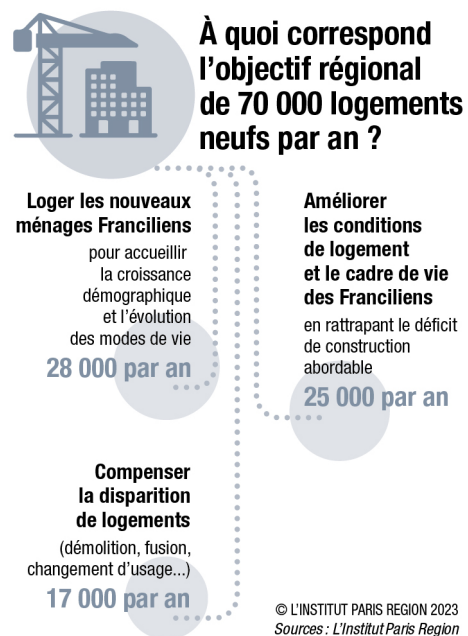 À quoi correspond
l'objectif régional
de 70 000 logements
neufs par an ?
Loger les nouveaux
ménages Franciliens
pour accueillir
la croissance
démographique
et l'évolution
des modes de vie
28 000 par an
Améliorer
les conditions
de logement
et le cadre de vie
des Franciliens
en rattrapant le déficit
de construction
abordable
25 000 par an
Compenser
la disparition
de logements
(démolition, fusion,
changement d'usage...)
17 000 par an
© L'INSTITUT PARIS REGION 2023
Sources : L'Institut Paris Region